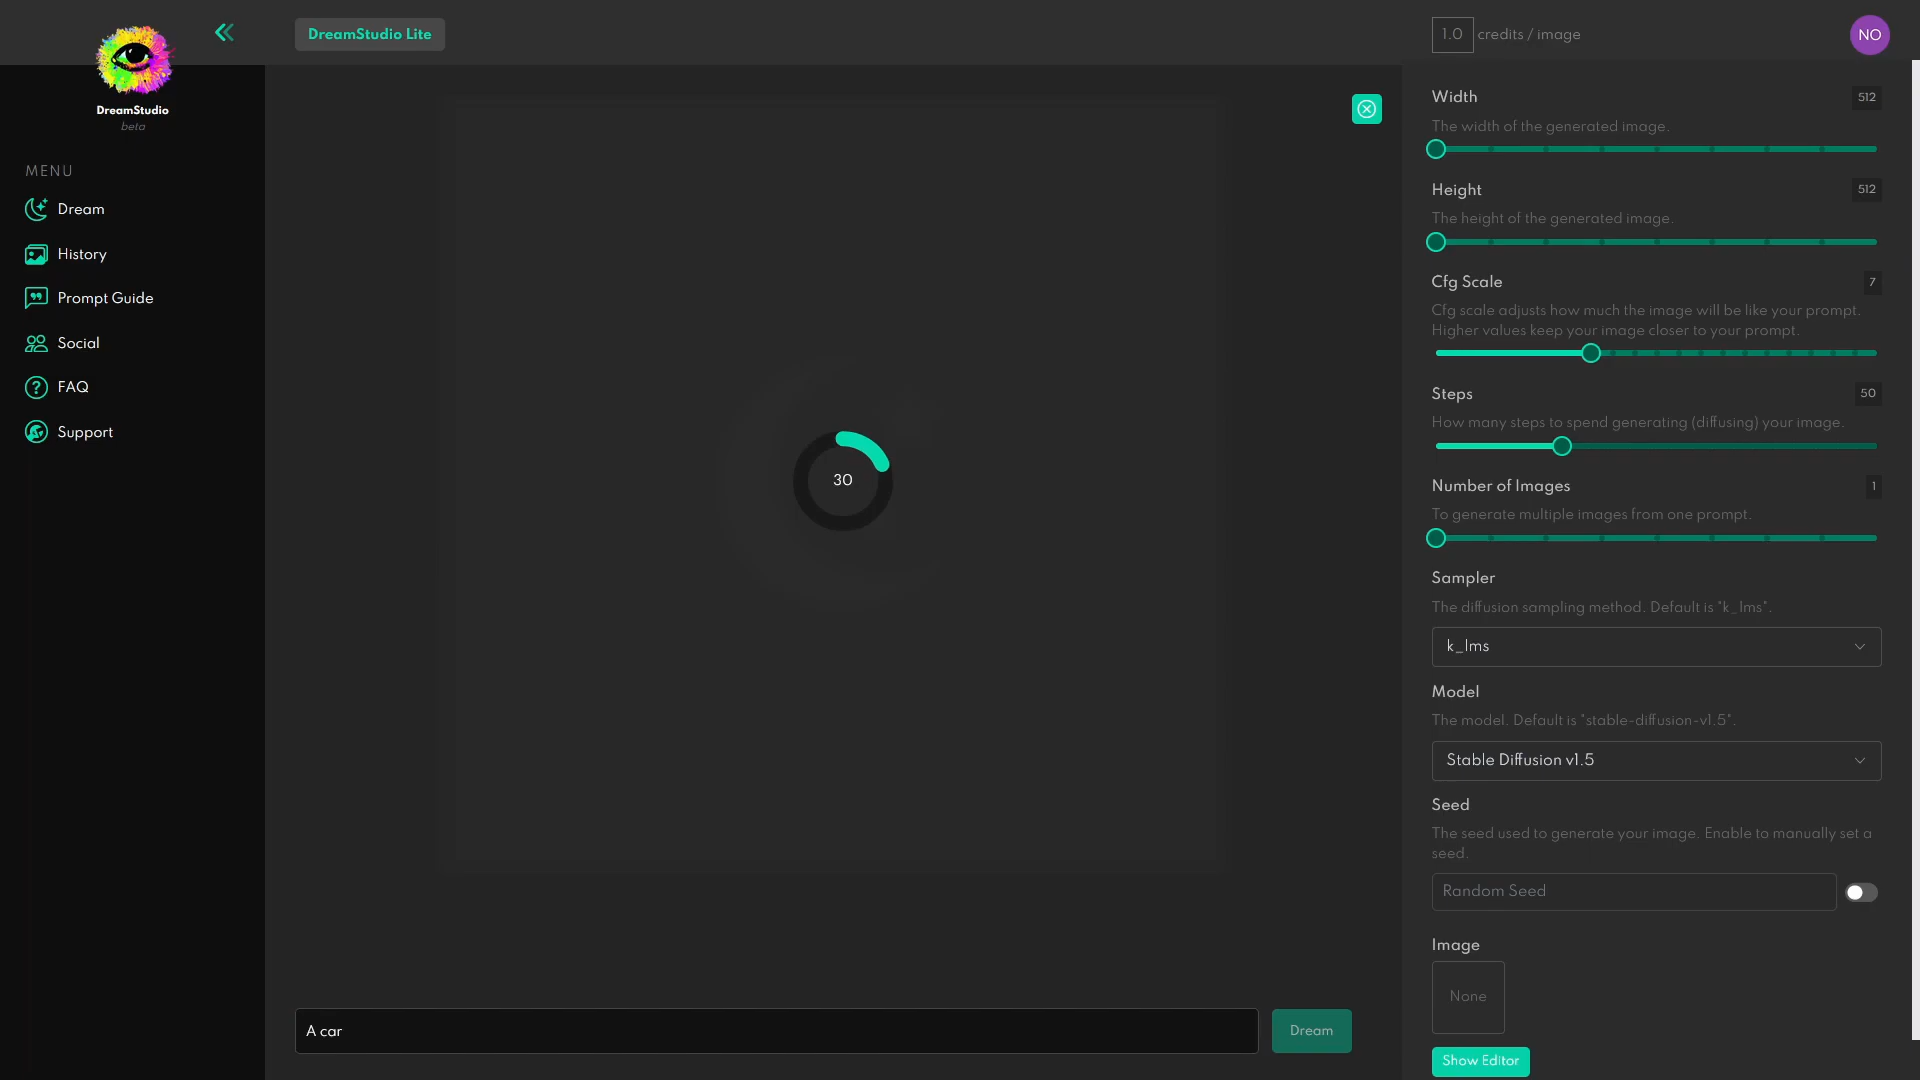 DreamStudio
beta
MENU
Dream
History
Prompt Guide
Social
FAQ
Support
DreamStudio Lite
30
A car
Dream
1.0 credits / image
NO
Width 512
The width of the generated image.
Height 512
The height of the generated image.
Cfg Scale 7
Cfg scale adjusts how much the image will be like your prompt.
Higher values keep your image closer to your prompt.
Steps 50
How many steps to spend generating (diffusing) your image.
Number of Images 1
To generate multiple images from one prompt.
Sampler
The diffusion sampling method. Default is "k_lms".
k_lms
Model
The model. Default is "stable-diffusion-v1.5".
Stable Diffusion v1.5
Seed
The seed used to generate your image. Enable to manually set a
seed.
Random Seed
Image
None
Show Editor